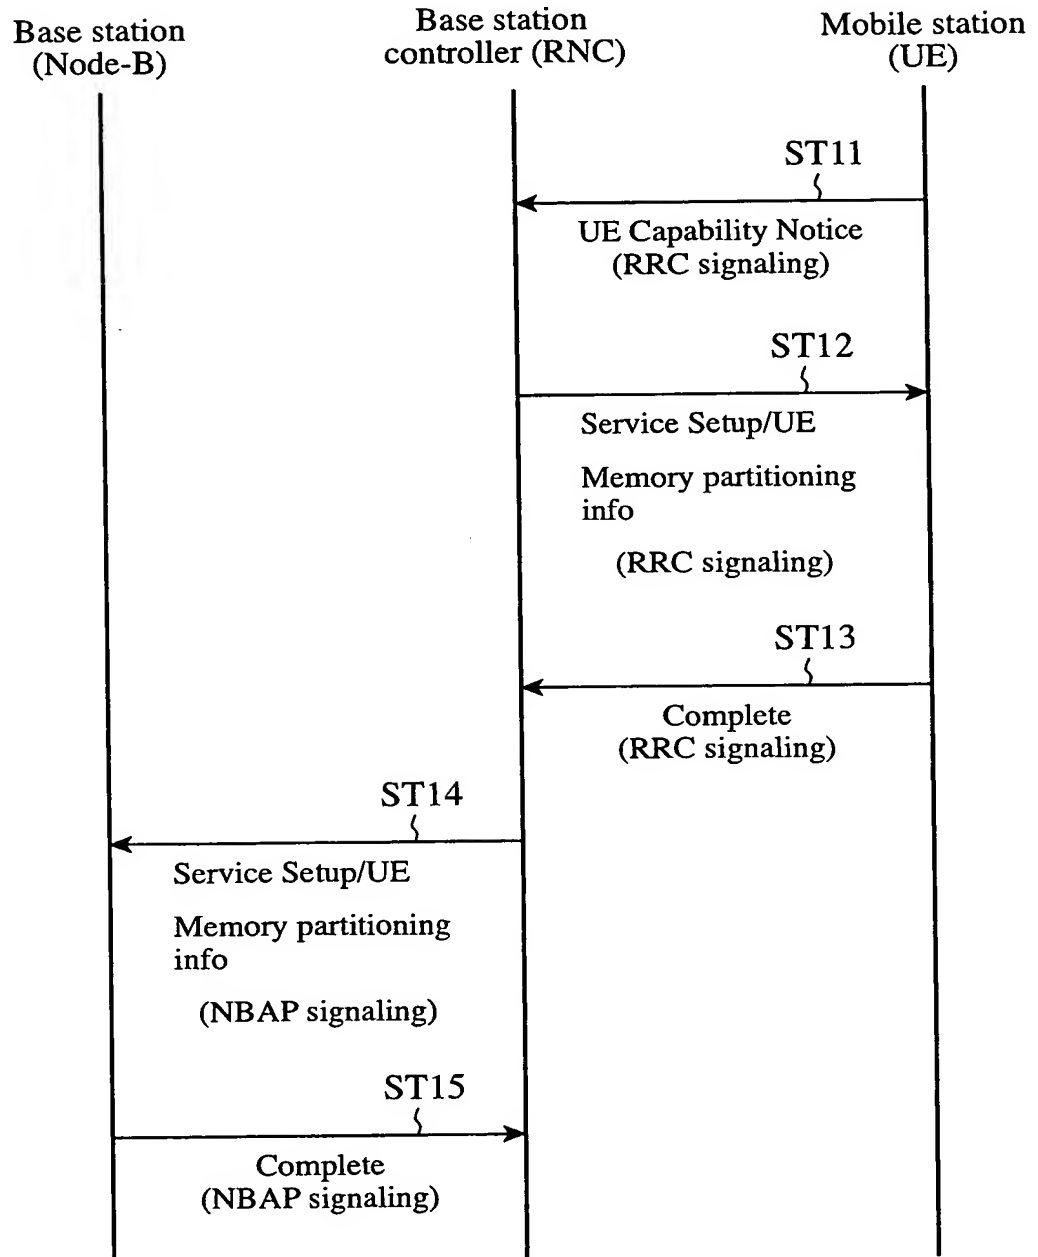 Base station
(Node-B)
Base station
controller (RNC)
Mobile station
(UE)
ST11
UE Capability Notice
(RRC signaling)
ST12
Service Setup/UE
Memory partitioning
info
(RRC signaling)
ST13
Complete
(RRC signaling)
ST14
Service Setup/UE
Memory partitioning
info
(NBAP signaling)
ST15
Complete
(NBAP signaling)